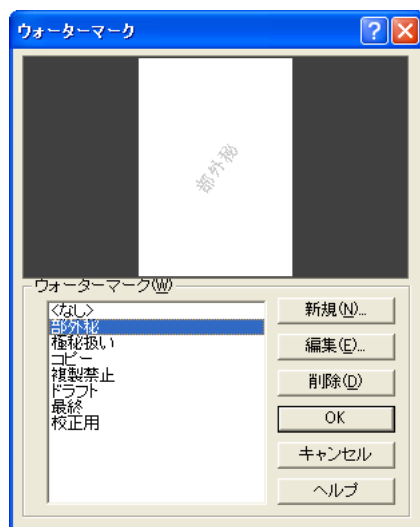 ウォーターマーク
部外秘
ウォーターマーク(W)
<なし>
部外秘
極秘扱い
コピー
複製禁止
ドラフト
最終
校正用
新規(N)...
編集(E)...
削除(D)
OK
キャンセル
ヘルプ